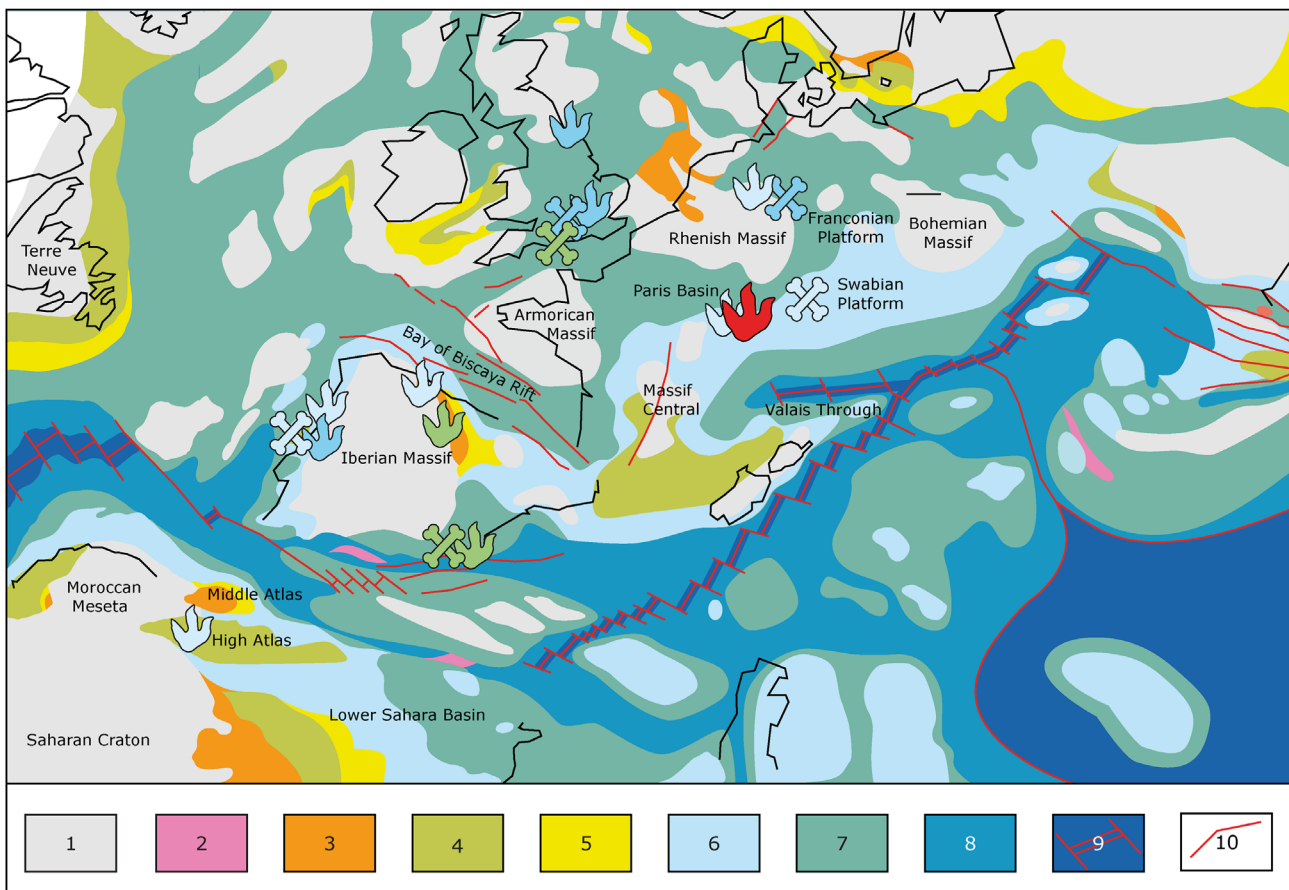 Terre
Neuve
Rhenish Massif
Franconian
Platform
Bohemian
Massif
Paris Basin
Swabian
Platform
Armorican
Massif
Bay of Biscaya Rift
Massif
Central
Valais Through
Iberian Massif
Moroccan
Meseta
Middle Atlas
High Atlas
Lower Sahara Basin
Saharan Craton
1 2 3 4 5 6 7 8 9 10